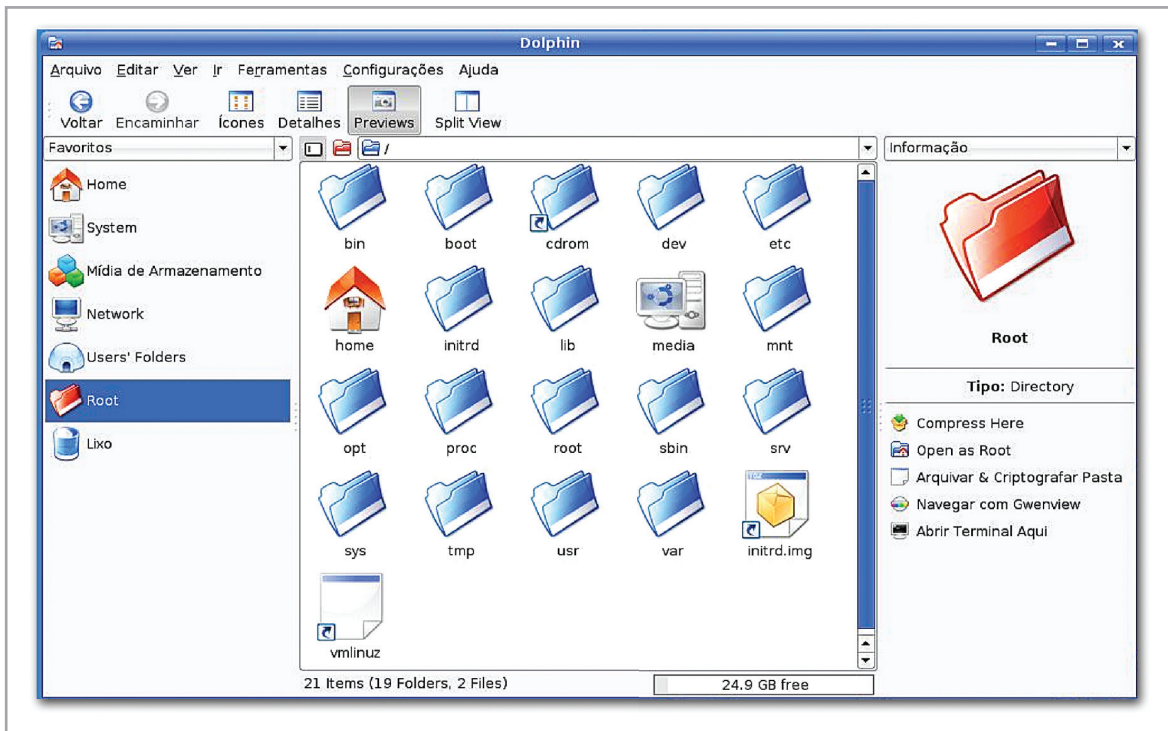 Dolphin
Arquivo Editar Ver Ir Ferramentas Configurações Ajuda
Voltar Encaminhar Ícones Detalhes Previews Split View
Favoritos
/
Informação
Home
System
Mídia de Armazenamento
Network
Users' Folders
Root
Lixo
bin boot cdrom dev etc
home initrd lib media mnt
opt proc root sbin srv
sys tmp usr var initrd.img
vmlinuz
21 Items (19 Folders, 2 Files)
24.9 GB free
Root
Tipo: Directory
Compress Here
Open as Root
Arquivar & Criptografar Pasta
Navegar com Gwenview
Abrir Terminal Aqui